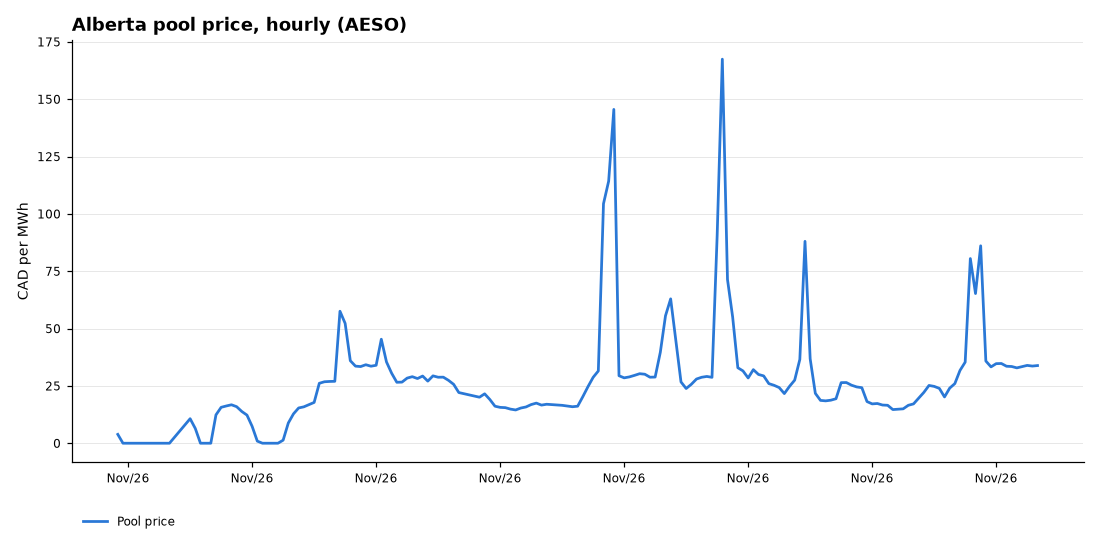 Alberta pool price, hourly (AESO)
CAD per MWh
175
150
125
100
75
50
25
0
Nov/26 Nov/26 Nov/26 Nov/26 Nov/26 Nov/26 Nov/26 Nov/26
Pool price